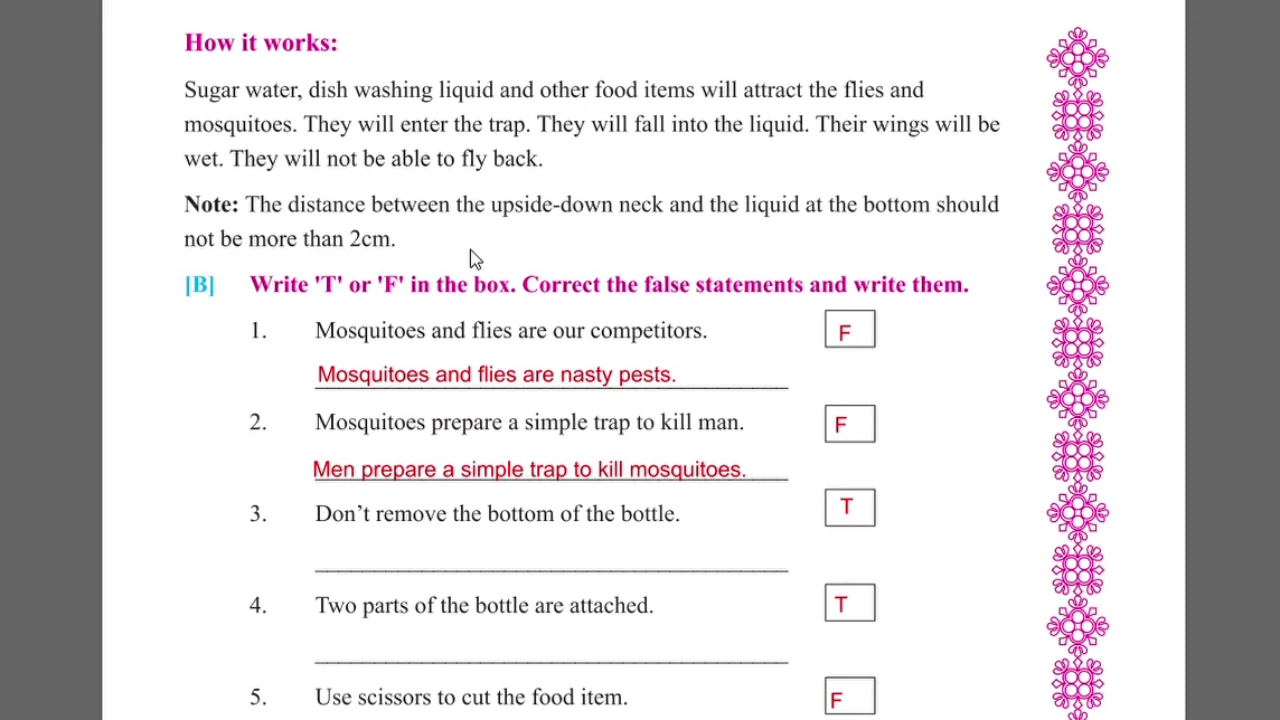 How it works:
Sugar water, dish washing liquid and other food items will attract the flies and
mosquitoes. They will enter the trap. They will fall into the liquid. Their wings will be
wet. They will not be able to fly back.
Note: The distance between the upside-down neck and the liquid at the bottom should
not be more than 2cm.
[B] Write 'T' or 'F' in the box. Correct the false statements and write them.
1. Mosquitoes and flies are our competitors. F
Mosquitoes and flies are nasty pests.
2. Mosquitoes prepare a simple trap to kill man. F
Men prepare a simple trap to kill mosquitoes.
3. Don’t remove the bottom of the bottle. T
4. Two parts of the bottle are attached. T
5. Use scissors to cut the food item. F